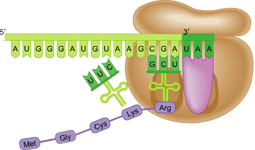 5′ 3′
A U G G G A U G U A A G C G A U A A
U U C G C U
Met Gly Cys Lys Arg